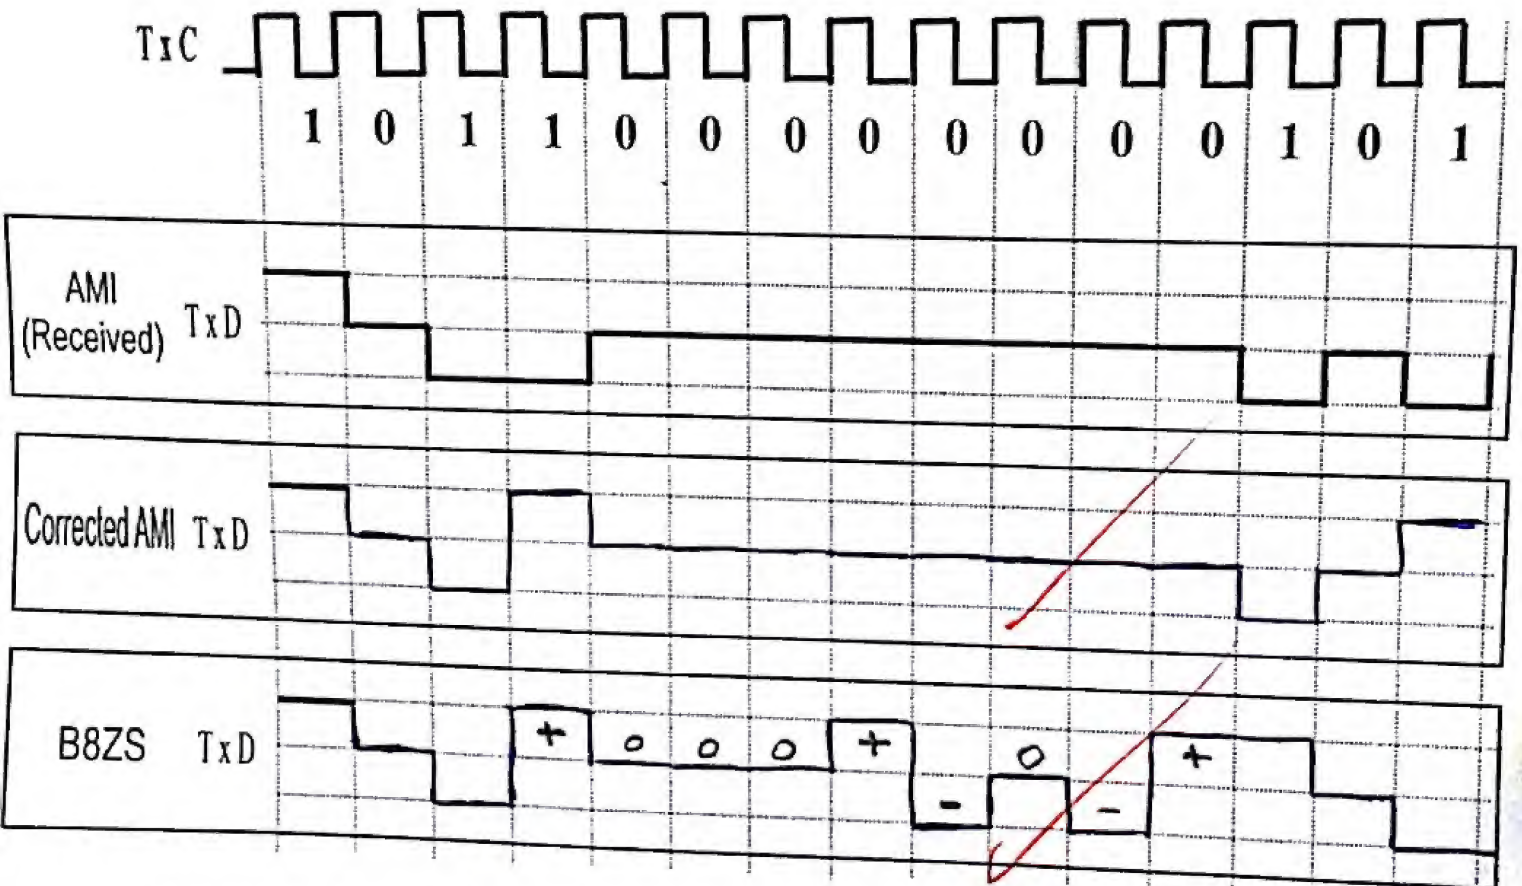 TxC
1 0 1 1 0 0 0 0 0 0 0 0 1 0 1
AMI
(Received) TxD
Corrected AMI TxD
B8ZS TxD
+ 0 0 0 + - 0 - +